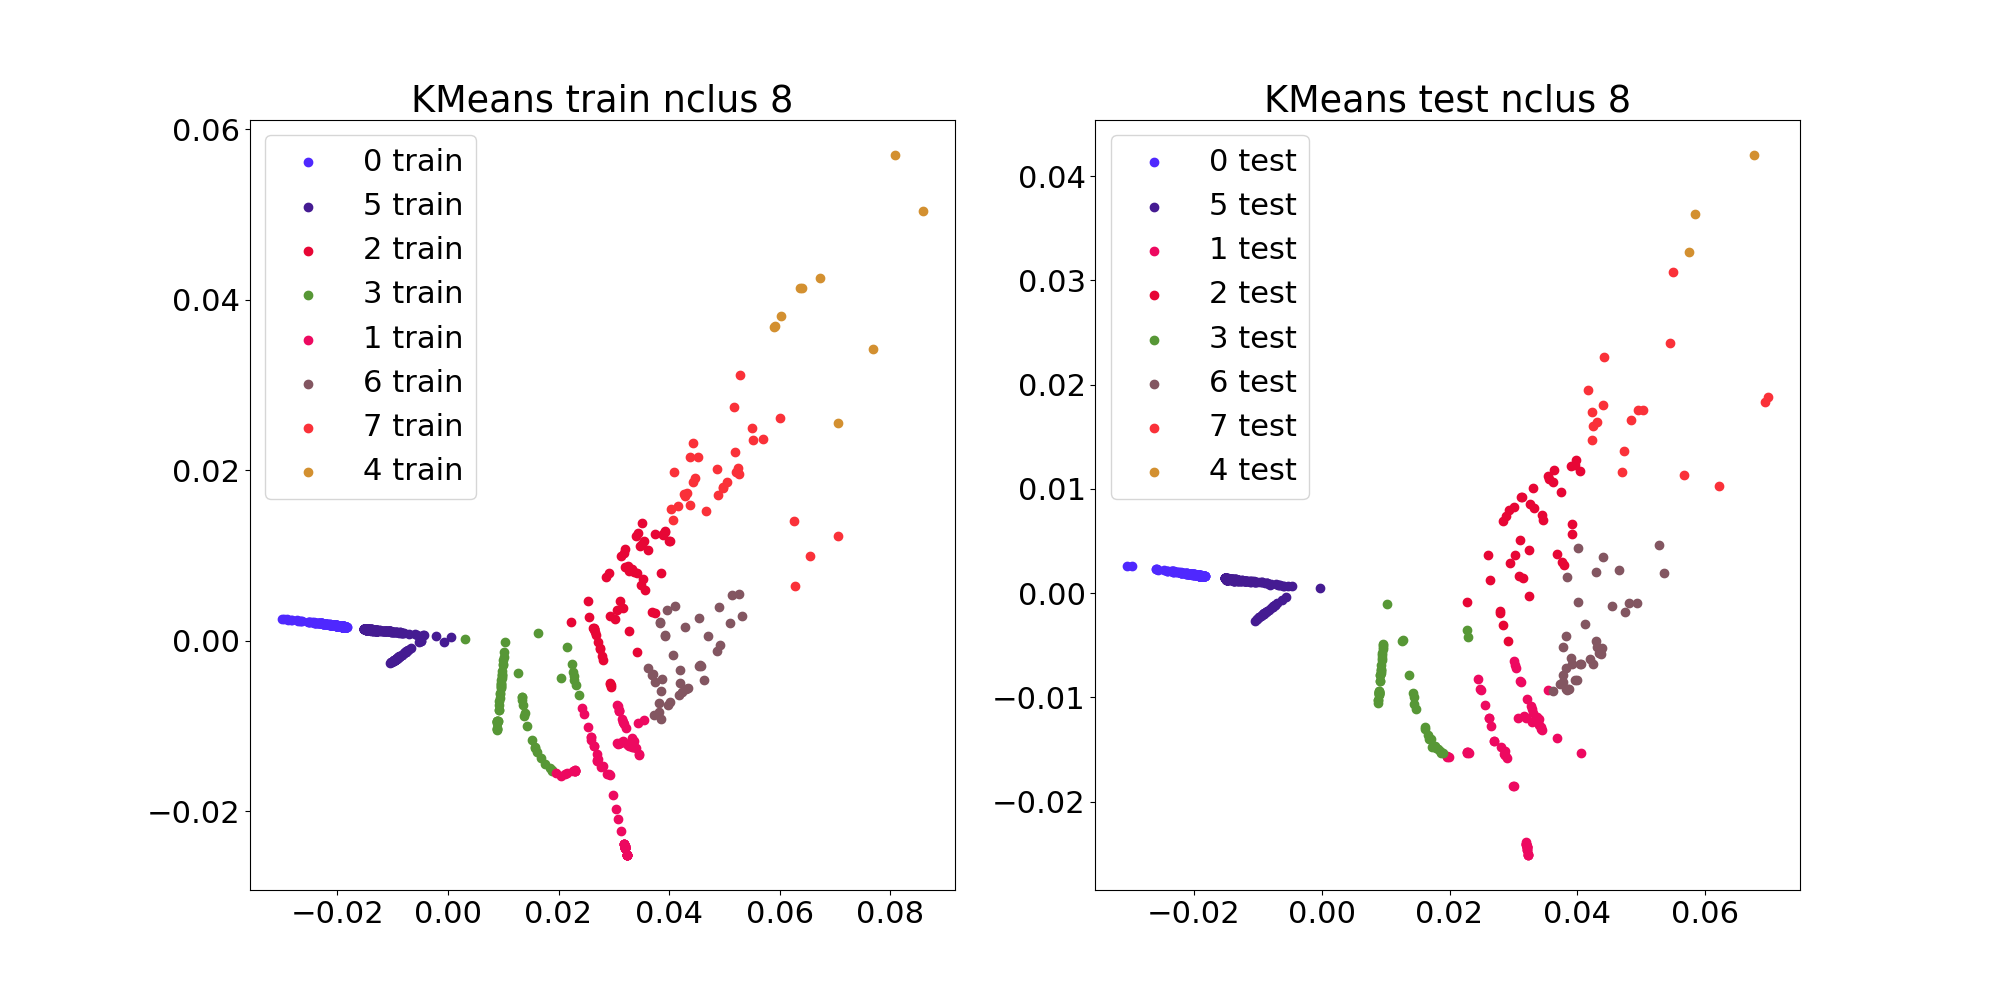 KMeans train nclus 8
0.06
0.04
0.02
0.00
−0.02
0 train
5 train
2 train
3 train
1 train
6 train
7 train
4 train
−0.02 0.00 0.02 0.04 0.06 0.08
KMeans test nclus 8
0.04
0.03
0.02
0.01
0.00
−0.01
−0.02
0 test
5 test
1 test
2 test
3 test
6 test
7 test
4 test
−0.02 0.00 0.02 0.04 0.06